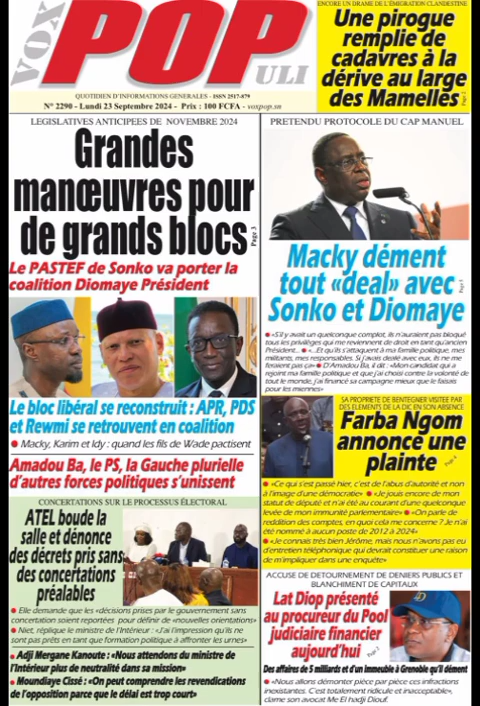 VOX
POP
ULI
QUOTIDIEN D'INFORMATIONS GENERALES - ISSN 2517-879
N° 2290 - Lundi 23 Septembre 2024 - Prix : 100 FCFA - voxpop.sn
ENCORE UN DRAME DE L'ÉMIGRATION CLANDESTINE
Une pirogue
remplie de
cadavres à la
dérive au large
des Mamelles
Page 2
LEGISLATIVES ANTICIPEES DE NOVEMBRE 2024
Grandes
manœuvres pour
de grands blocs
Page 3
Le PASTEF de Sonko va porter la
coalition Diomaye Président
Le bloc libéral se reconstruit : APR, PDS
et Rewmi se retrouvent en coalition
● Macky, Karim et Idy : quand les fils de Wade pactisent
Amadou Ba, le PS, la Gauche plurielle
d'autres forces politiques s'unissent
CONCERTATIONS SUR LE PROCESSUS ÉLECTORAL
ATEL boude la
salle et dénonce
des décrets pris sans
des concertations
préalables
● Elle demande que les «décisions prises par le gouvernement sans
concertation soient reportées pour définir de «nouvelles orientations»
● Niet, réplique le ministre de l'Intérieur : «J'ai l'impression qu'ils ne
sont pas prêts en tant que formation politique à affronter les urnes»
● Adji Mergane Kanoute : «Nous attendons du ministre de
l'Intérieur plus de neutralité dans sa mission»
● Moundiaye Cissé : «On peut comprendre les revendications
de l'opposition parce que le délai est trop court»
PRETENDU PROTOCOLE DU CAP MANUEL
Macky dément
tout «deal» avec
Sonko et Diomaye
● «S'il y avait un quelconque complot, ils n'auraient pas bloqué
tous les privilèges qui me reviennent de droit en tant qu'ancien
Président.. ● «...Et qu'ils s'attaquent à ma famille politique, mes
militants, mes responsables. Si j'avais dealé avec eux, ils ne me
feraient pas ça» ● D'Amadou Ba, il dit : «Mon candidat qui a
rejoint ma famille politique et que j'ai choisi contre la volonté de
tout le monde, j'ai financé sa campagne mieux que je faisais
pour les miennes»
SA PROPRIETE DE BENTEGNIER VISITEE PAR
DES ELEMENTS DE LA DIC EN SON ABSENCE
Farba Ngom
annonce une
plainte
● «Ce qui s'est passé hier, c'est de l'abus d'autorité et non
à l'image d'une démocratie» ● «Je jouis encore de mon
statut de député et n'ai été au courant d'une quelconque
levée de mon immunité parlementaire» ● «On parle de
reddition des comptes, en quoi cela me concerne ? Je n'ai
été nommé à aucun poste de 2012 à 2024»
● «Je connais très bien Jérôme, mais nous n'avons pas eu
d'entretien téléphonique qui devrait constituer une raison
de m'impliquer dans une enquête»
ACCUSE DE DETOURNEMENT DE DENIERS PUBLICS ET
BLANCHIMENT DE CAPITAUX
Lat Diop présenté
au procureur du Pool
judiciaire financier
aujourd'hui
Des affaires de 5 milliards et d'un immeuble à Grenoble qu'il dément
● «Nous allons démonter pièce par pièce ces infractions
inexistantes. C'est totalement ridicule et inacceptable»,
clame son avocat Me El hadji Diouf.